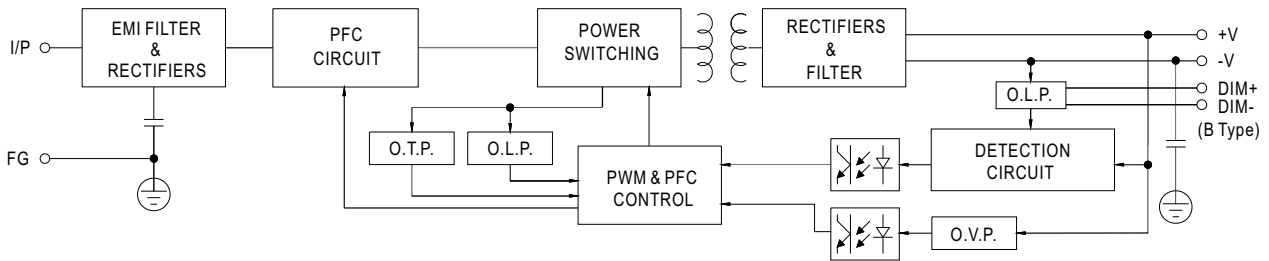 I/P
EMI FILTER
&
RECTIFIERS
PFC
CIRCUIT
POWER
SWITCHING
RECTIFIERS
&
FILTER
+V
-V
O.L.P.
DIM+
DIM-
(B Type)
FG
O.T.P.
O.L.P.
PWM & PFC
CONTROL
DETECTION
CIRCUIT
O.V.P.